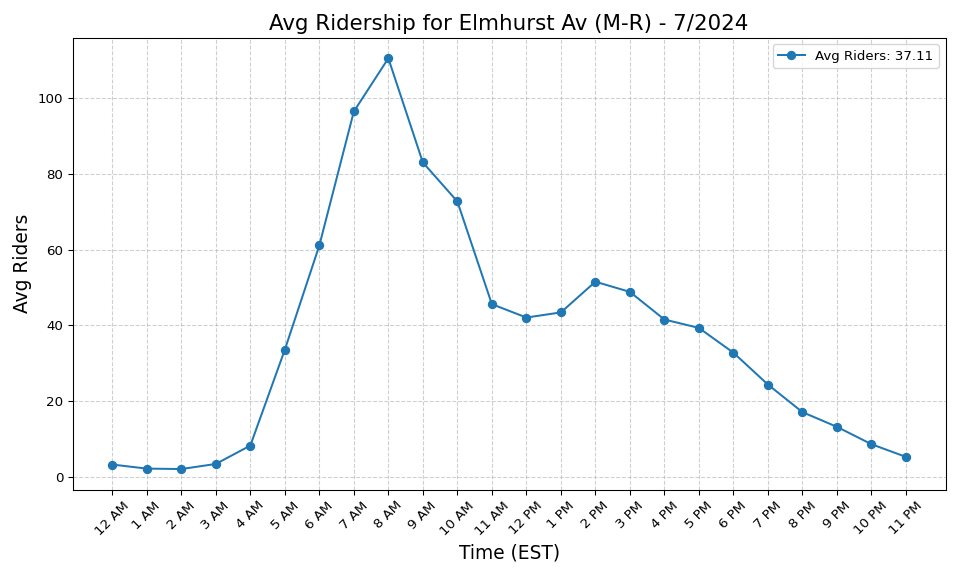 Avg Ridership for Elmhurst Av (M-R) - 7/2024
Avg Riders: 37.11
Avg Riders
100
80
60
40
20
0
12 AM
1 AM
2 AM
3 AM
4 AM
5 AM
6 AM
7 AM
8 AM
9 AM
10 AM
11 AM
12 PM
1 PM
2 PM
3 PM
4 PM
5 PM
6 PM
7 PM
8 PM
9 PM
10 PM
11 PM
Time (EST)